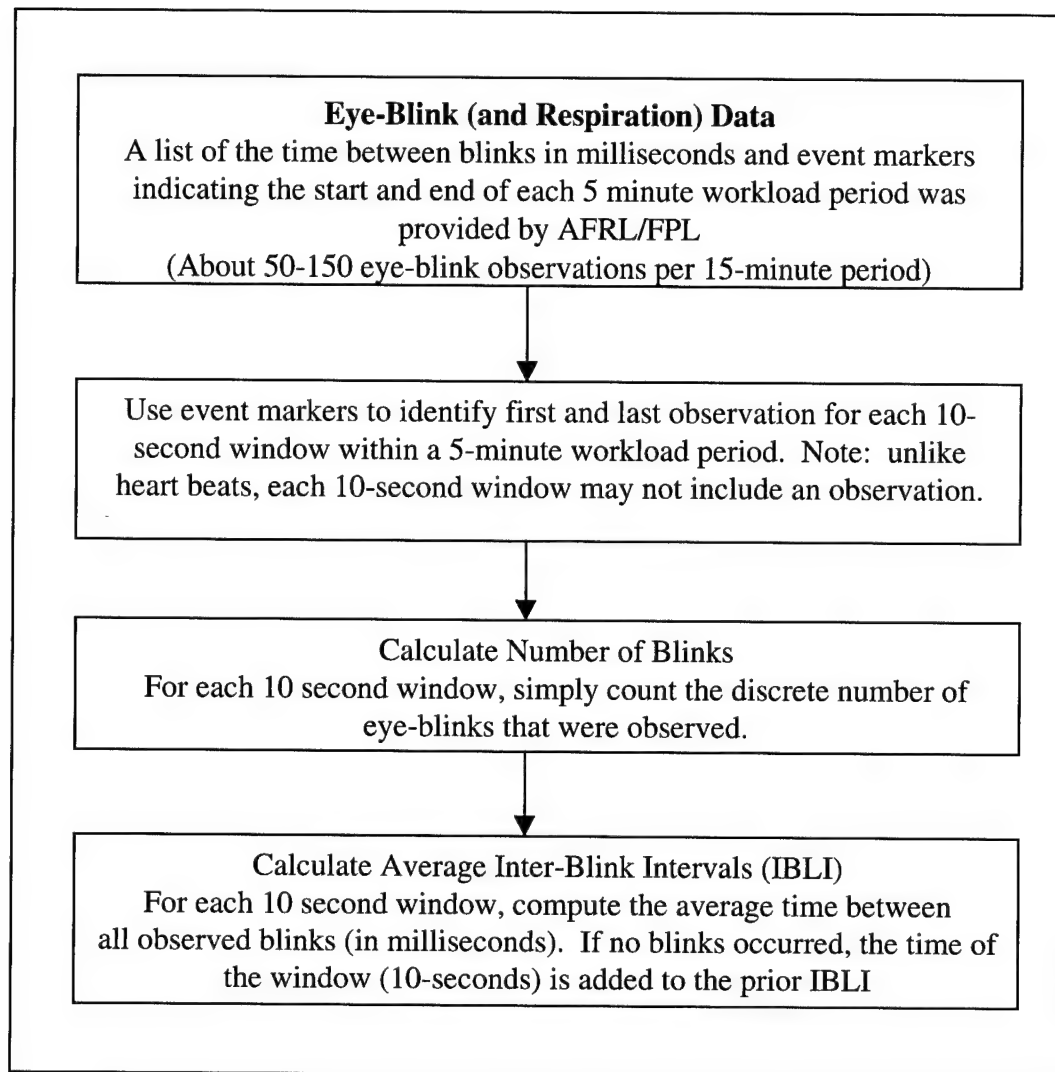 Eye-Blink (and Respiration) Data
A list of the time between blinks in milliseconds and event markers
indicating the start and end of each 5 minute workload period was
provided by AFRL/FPL
(About 50-150 eye-blink observations per 15-minute period)
Use event markers to identify first and last observation for each 10-
second window within a 5-minute workload period.  Note:  unlike
heart beats, each 10-second window may not include an observation.
Calculate Number of Blinks
For each 10 second window, simply count the discrete number of
eye-blinks that were observed.
Calculate Average Inter-Blink Intervals (IBLI)
For each 10 second window, compute the average time between
all observed blinks (in milliseconds).  If no blinks occurred, the time of
the window (10-seconds) is added to the prior IBLI